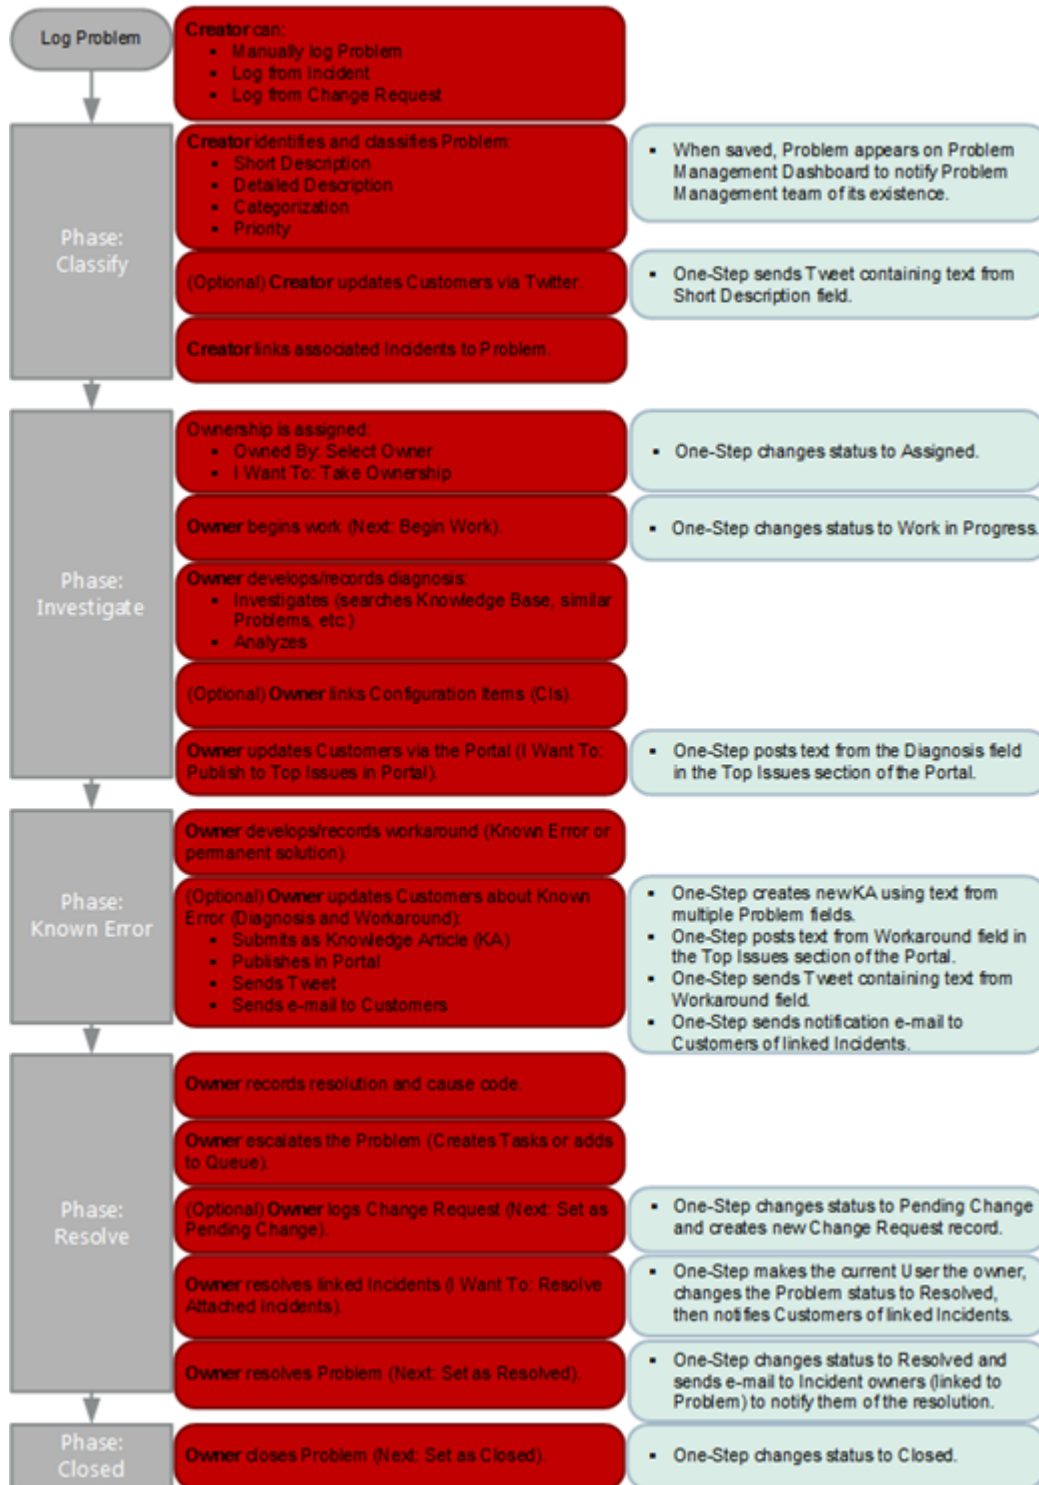 Log Problem
Creator can:
▪ Manually log Problem
▪ Log from Incident
▪ Log from Change Request
Phase:
Classify
Creator identifies and classifies Problem:
▪ Short Description
▪ Detailed Description
▪ Categorization
▪ Priority
▪ When saved, Problem appears on Problem
Management Dashboard to notify Problem
Management team of its existence.
(Optional) Creator updates Customers via Twitter.
▪ One-Step sends Tweet containing text from
Short Description field.
Creator links associated Incidents to Problem.
Phase:
Investigate
Ownership is assigned:
▪ Owned By: Select Owner
▪ I Want To: Take Ownership
▪ One-Step changes status to Assigned.
Owner begins work (Next: Begin Work).
▪ One-Step changes status to Work in Progress.
Owner develops/records diagnosis:
▪ Investigates (searches Knowledge Base, similar
Problems, etc.)
▪ Analyzes
(Optional) Owner links Configuration Items (CIs).
Owner updates Customers via the Portal (I Want To:
Publish to Top Issues in Portal).
▪ One-Step posts text from the Diagnosis field
in the Top Issues section of the Portal.
Phase:
Known Error
Owner develops/records workaround (Known Error or
permanent solution).
(Optional) Owner updates Customers about Known
Error (Diagnosis and Workaround):
▪ Submits as Knowledge Article (KA)
▪ Publishes in Portal
▪ Sends Tweet
▪ Sends e-mail to Customers
▪ One-Step creates new KA using text from
multiple Problem fields.
▪ One-Step posts text from Workaround field in
the Top Issues section of the Portal.
▪ One-Step sends Tweet containing text from
Workaround field.
▪ One-Step sends notification e-mail to
Customers of linked Incidents.
Phase:
Resolve
Owner records resolution and cause code.
Owner escalates the Problem (Creates Tasks or adds
to Queue).
(Optional) Owner logs Change Request (Next: Set as
Pending Change).
▪ One-Step changes status to Pending Change
and creates new Change Request record.
Owner resolves linked Incidents (I Want To: Resolve
Attached Incidents).
▪ One-Step makes the current User the owner,
changes the Problem status to Resolved,
then notifies Customers of linked Incidents.
Owner resolves Problem (Next: Set as Resolved).
▪ One-Step changes status to Resolved and
sends e-mail to Incident owners (linked to
Problem) to notify them of the resolution.
Phase:
Closed
Owner closes Problem (Next: Set as Closed).
▪ One-Step changes status to Closed.